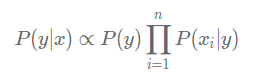 P(y|x) ∝ P(y) ∏_{i=1}^{n} P(x_i|y)